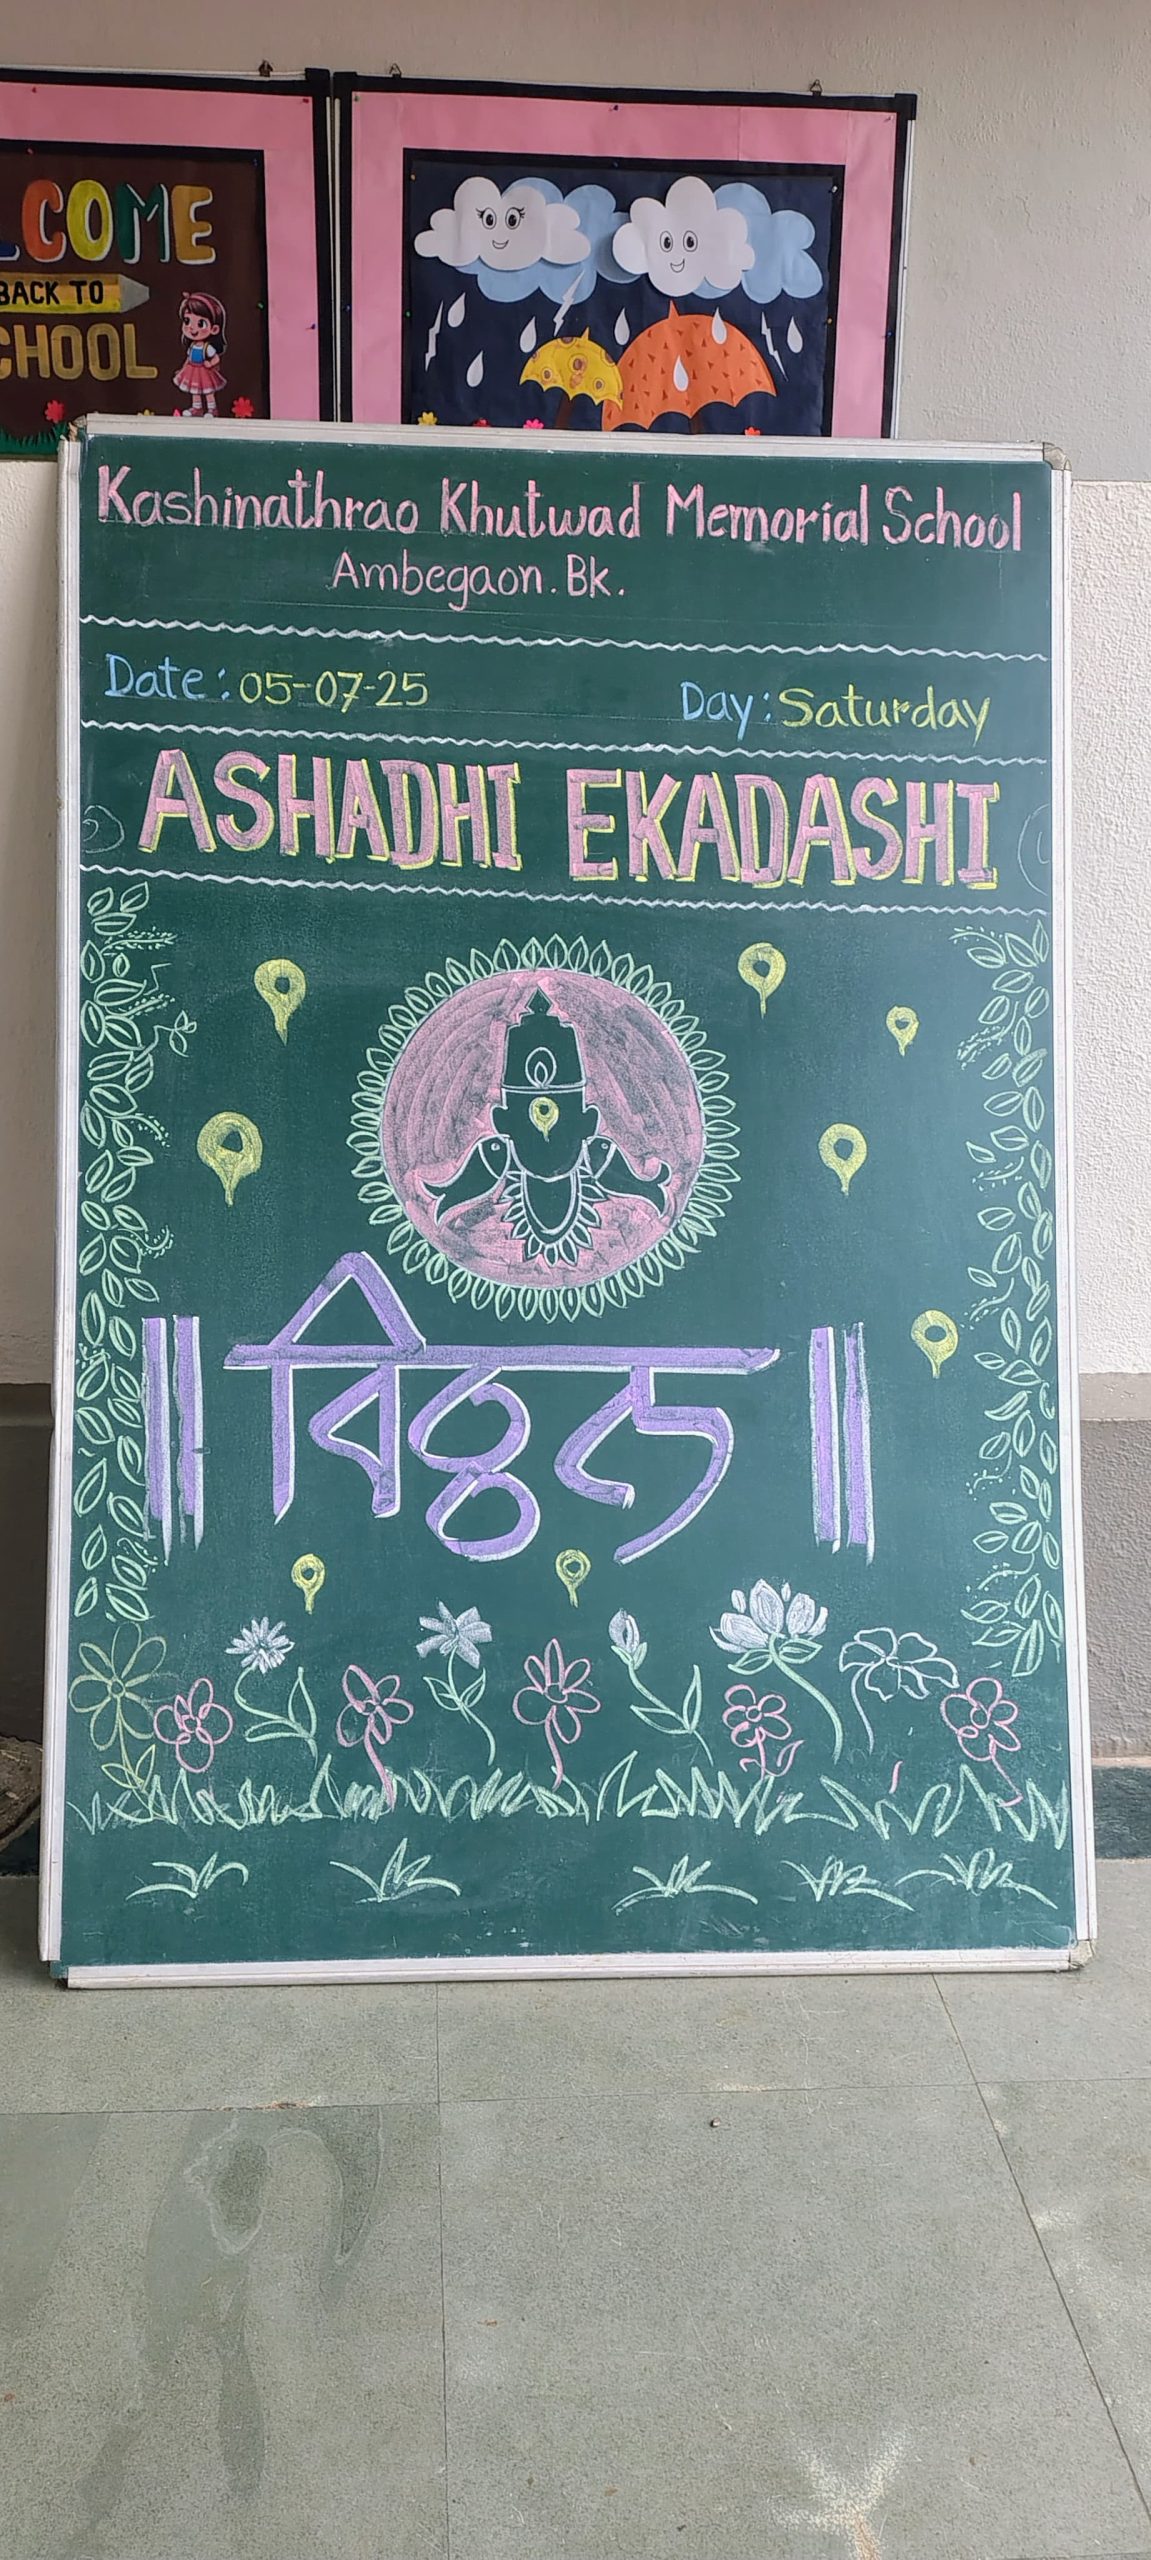 COME
BACK TO
CHOOL
Kashinathrao Khutwad Memorial School
Ambegaon. Bk.
Date: 05-07-25 Day: Saturday
ASHADHI EKADASHI
|| विठ्ठल ||